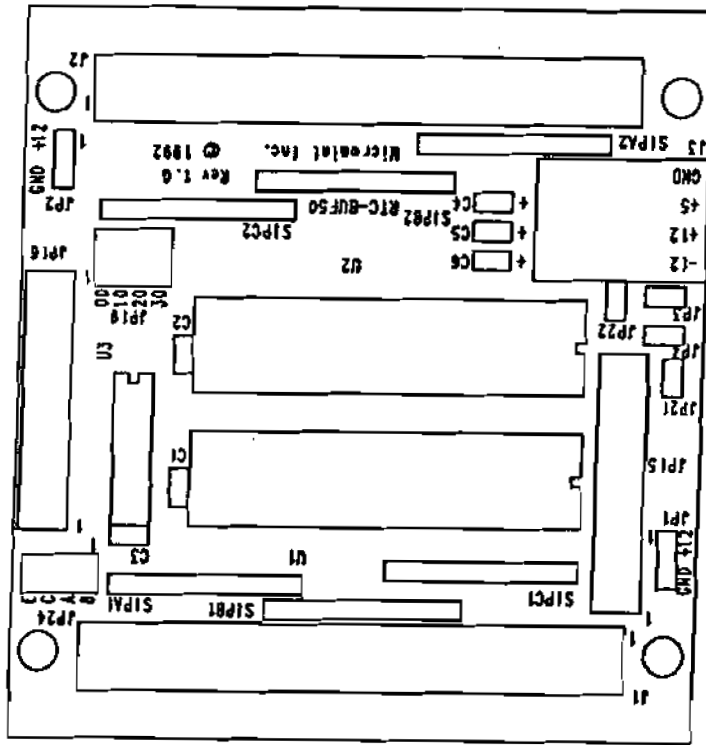 J2
1
GND +12
1
JP2
Micromint Inc.
© 1992
Rev 1.G
RTC-BUF50
SIPA2
J3
GND
+5
+12
-12
SIPB2
SIPC2
C4 +
C5 +
C6 +
JP16
1
00
10
20
30
JP18
U2
C2
U3
JP22
JP3
JP21
C1
JP15
JP1
1
GND +12
1
1
C3
U1
A
B
JP24
SIPA1
SIPB1
SIPC1
1
1
J1